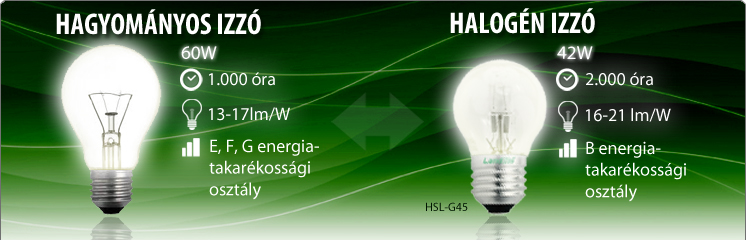 HAGYOMÁNYOS IZZÓ
60W
1.000 óra
13-17lm/W
E, F, G energia-
takarékossági
osztály
HALOGÉN IZZÓ
42W
2.000 óra
16-21 lm/W
B energia-
takarékossági
osztály
HSL-G45